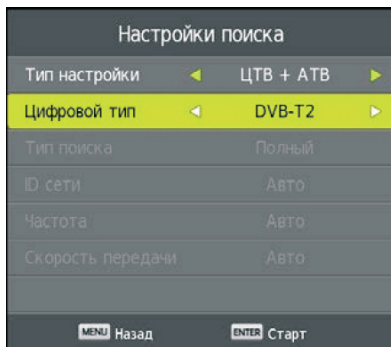 Настройки поиска
Тип настройки ЦТВ + АТВ
Цифровой тип DVB-T2
Тип поиска Полный
ID сети Авто
Частота Авто
Скорость передачи Авто
MENU Назад ENTER Старт